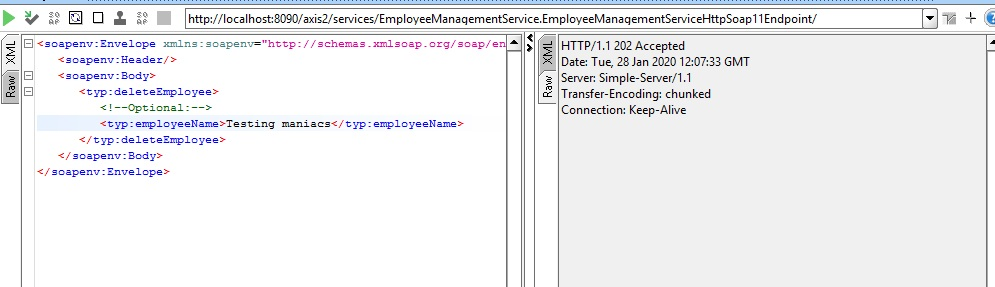 http://localhost:8090/axis2/services/EmployeeManagementService.EmployeeManagementServiceHttpSoap11Endpoint/
XML
Raw
<soapenv:Envelope xmlns:soapenv="http://schemas.xmlsoap.org/soap/en
<soapenv:Header/>
<soapenv:Body>
<typ:deleteEmployee>
<!--Optional:-->
<typ:employeeName>Testing maniacs</typ:employeeName>
</typ:deleteEmployee>
</soapenv:Body>
</soapenv:Envelope>
XML
Raw
HTTP/1.1 202 Accepted
Date: Tue, 28 Jan 2020 12:07:33 GMT
Server: Simple-Server/1.1
Transfer-Encoding: chunked
Connection: Keep-Alive